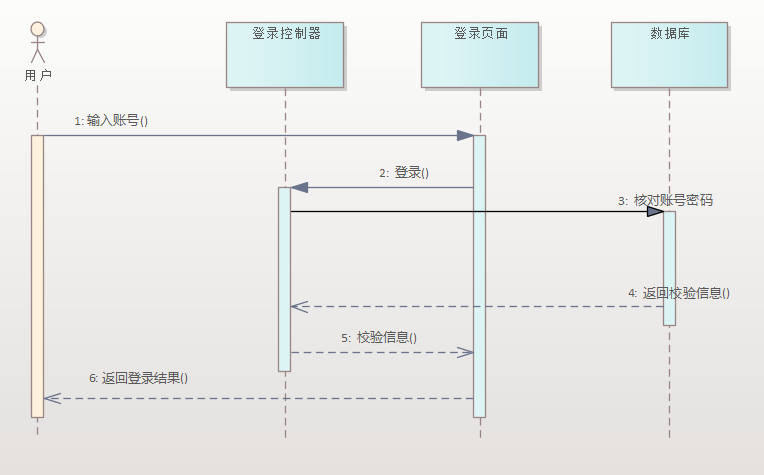 登录控制器
登录页面
数据库
用户
1: 输入账号()
2: 登录()
3: 核对账号密码
4: 返回校验信息()
5: 校验信息()
6: 返回登录结果()